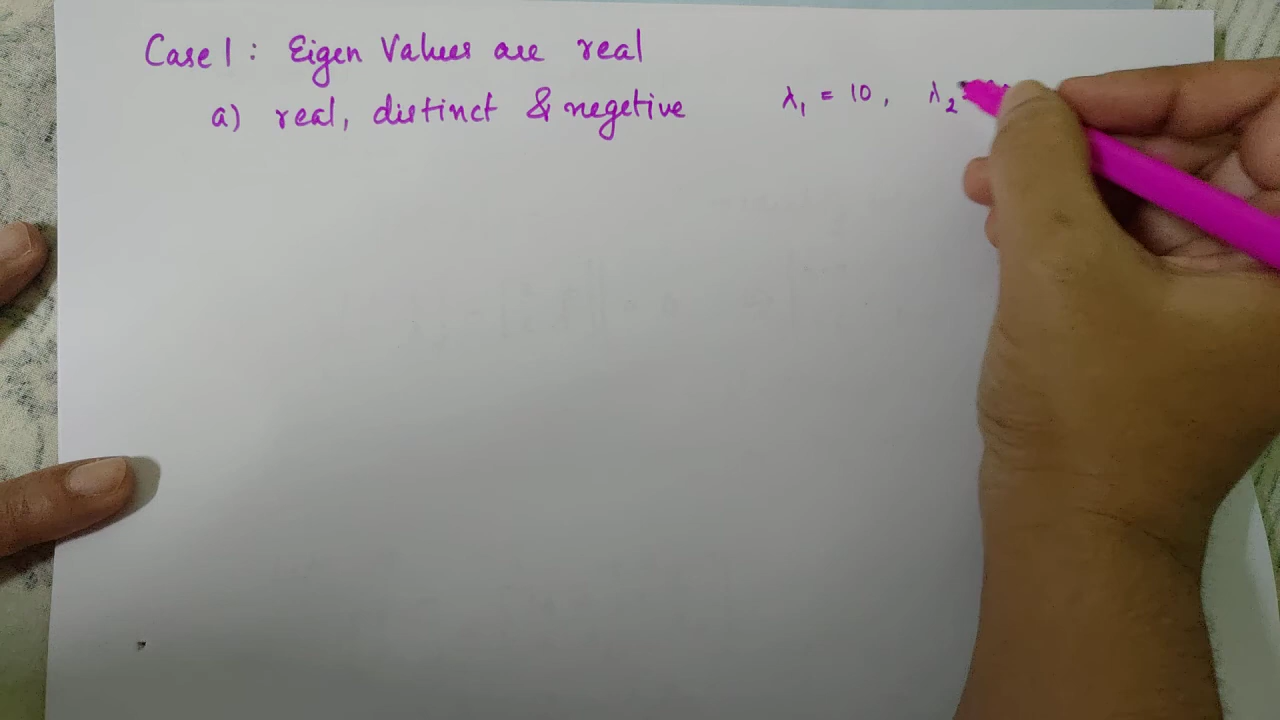 Case 1 : Eigen Values are real
a) real, distinct & negetive λ₁ = 10, λ₂